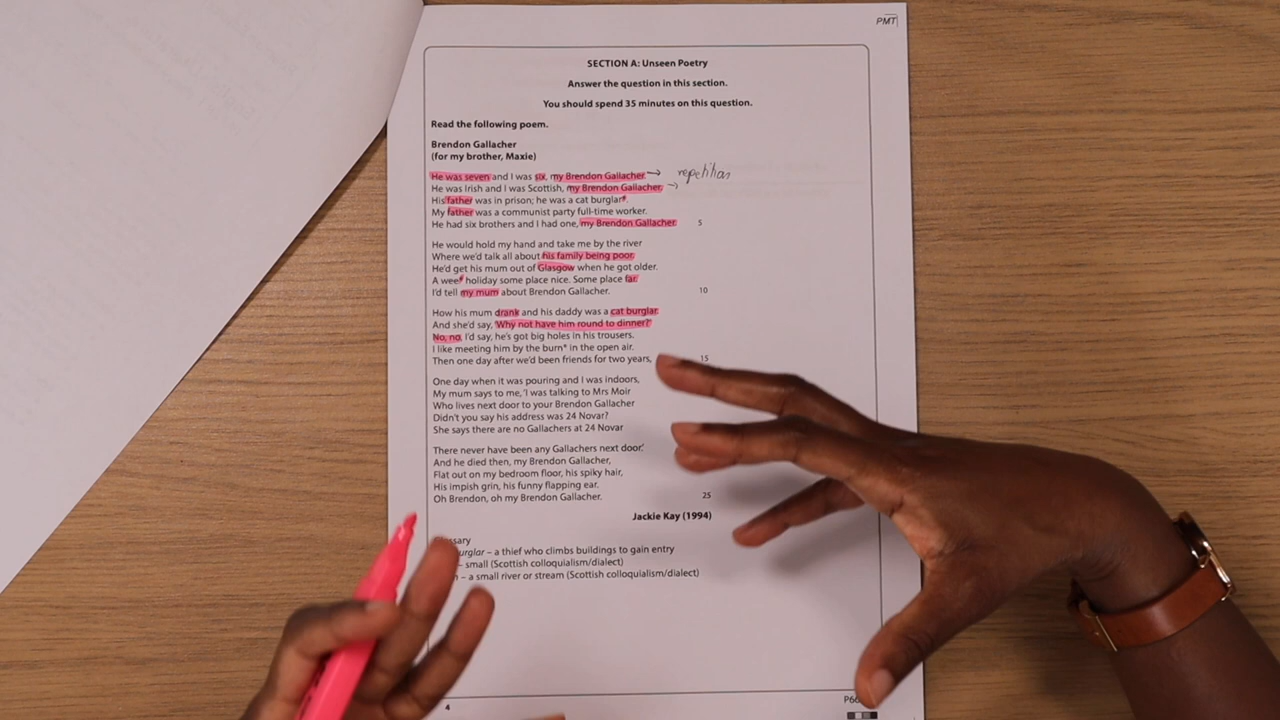 PMT
SECTION A: Unseen Poetry
Answer the question in this section.
You should spend 35 minutes on this question.
Read the following poem.
Brendon Gallacher
(for my brother, Maxie)
He was seven and I was six, my Brendon Gallacher. → repetition
He was Irish and I was Scottish, my Brendon Gallacher. →
His father was in prison; he was a cat burglar*.
My father was a communist party full-time worker.
He had six brothers and I had one, my Brendon Gallacher. 5
He would hold my hand and take me by the river
Where we'd talk all about his family being poor.
He'd get his mum out of Glasgow when he got older.
A wee* holiday some place nice. Some place far.
I'd tell my mum about Brendon Gallacher. 10
How his mum drank and his daddy was a cat burglar.
And she'd say, 'Why not have him round to dinner?'
No, no, I'd say, he's got big holes in his trousers.
I like meeting him by the burn* in the open air.
Then one day after we'd been friends for two years, 15
One day when it was pouring and I was indoors,
My mum says to me, 'I was talking to Mrs Moir
Who lives next door to your Brendon Gallacher
Didn't you say his address was 24 Novar?
She says there are no Gallachers at 24 Novar
There never have been any Gallachers next door.'
And he died then, my Brendon Gallacher,
Flat out on my bedroom floor, his spiky hair,
His impish grin, his funny flapping ear.
Oh Brendon, oh my Brendon Gallacher. 25
Jackie Kay (1994)
– a thief who climbs buildings to gain entry
– small (Scottish colloquialism/dialect)
– a small river or stream (Scottish colloquialism/dialect)
4